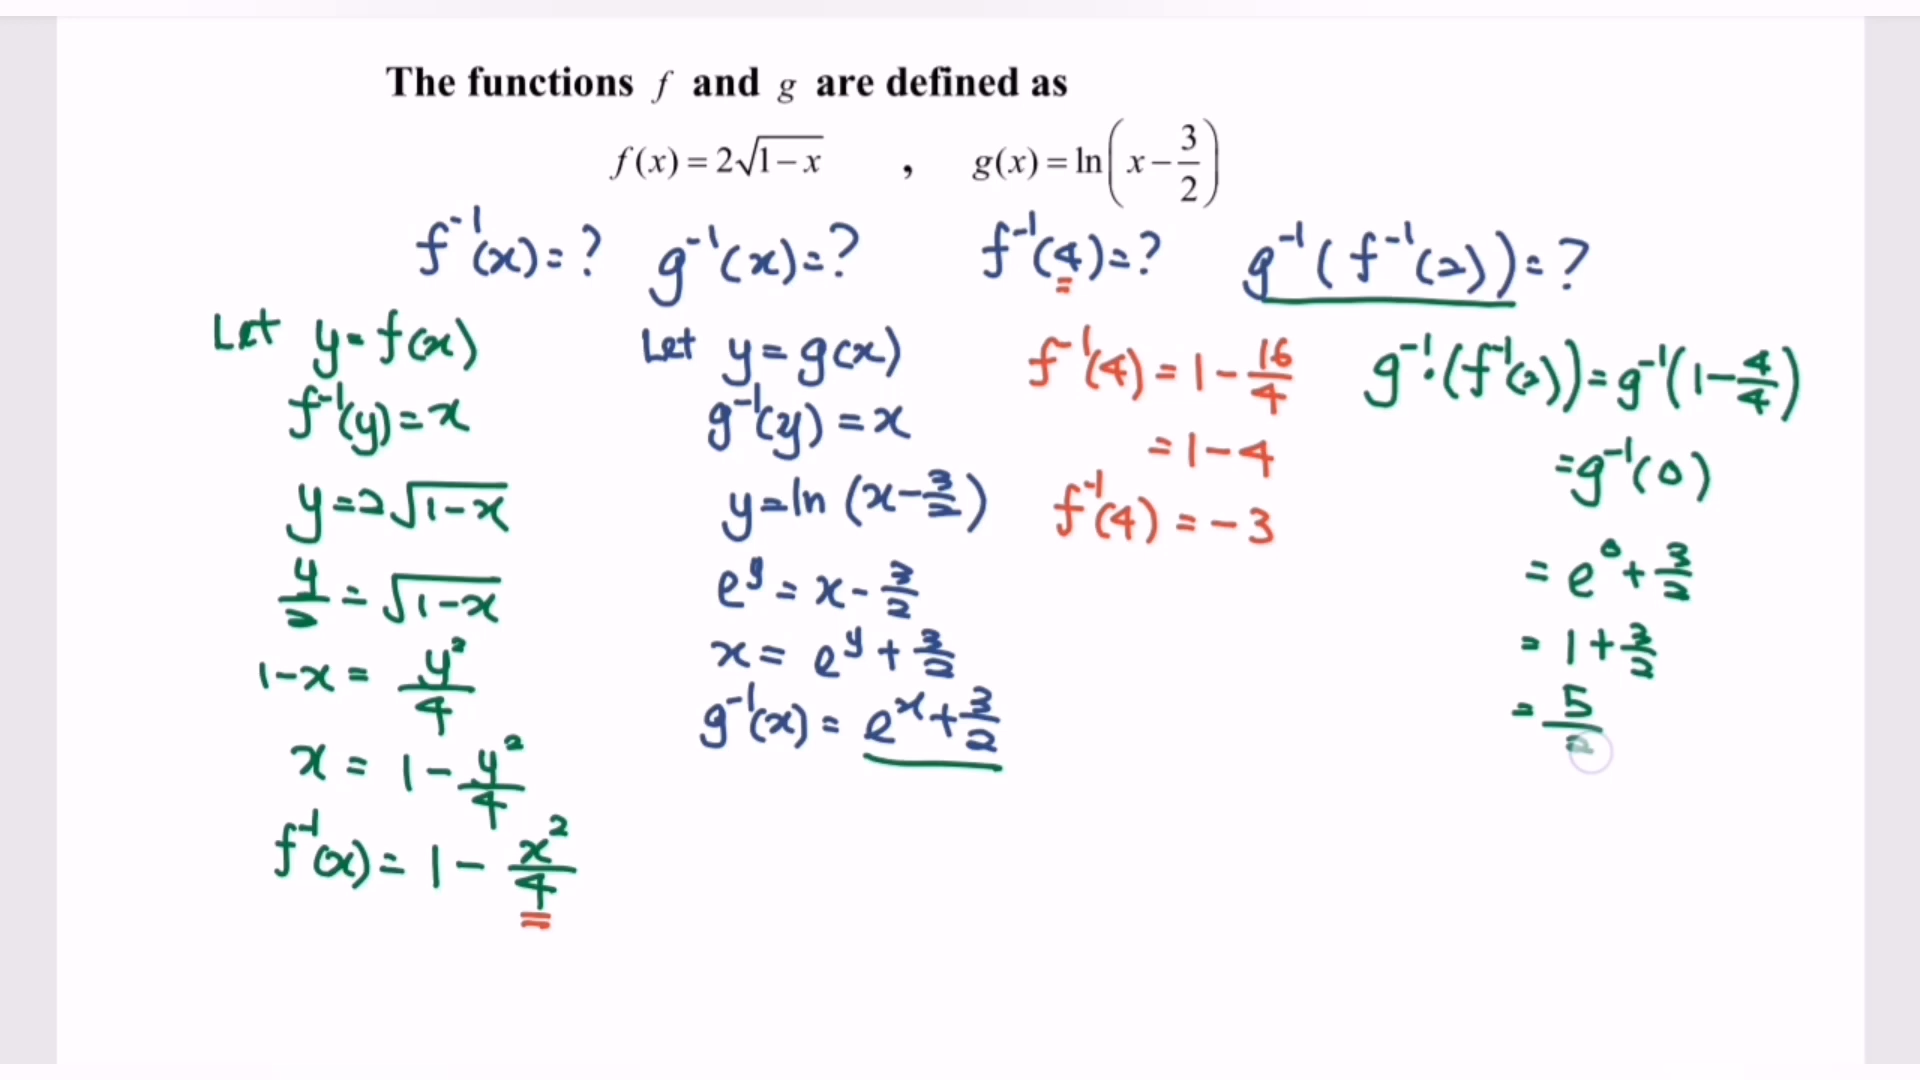 The functions f and g are defined as
f(x) = 2√(1−x) , g(x) = ln(x − 3/2)
f⁻¹(x) = ? g⁻¹(x) = ? f⁻¹(4) = ? g⁻¹(f⁻¹(2)) = ?
Let y = f(x)
f⁻¹(y) = x
y = 2√(1−x)
y/2 = √(1−x)
1−x = y²/4
x = 1 − y²/4
f⁻¹(x) = 1 − x²/4
Let y = g(x)
g⁻¹(y) = x
y = ln (x − 3/2)
e^y = x − 3/2
x = e^y + 3/2
g⁻¹(x) = e^x + 3/2
f⁻¹(4) = 1 − 16/4
= 1 − 4
f⁻¹(4) = −3
g⁻¹·(f⁻¹(2)) = g⁻¹(1 − 4/4)
= g⁻¹(0)
= e⁰ + 3/2
= 1 + 3/2
= 5/2